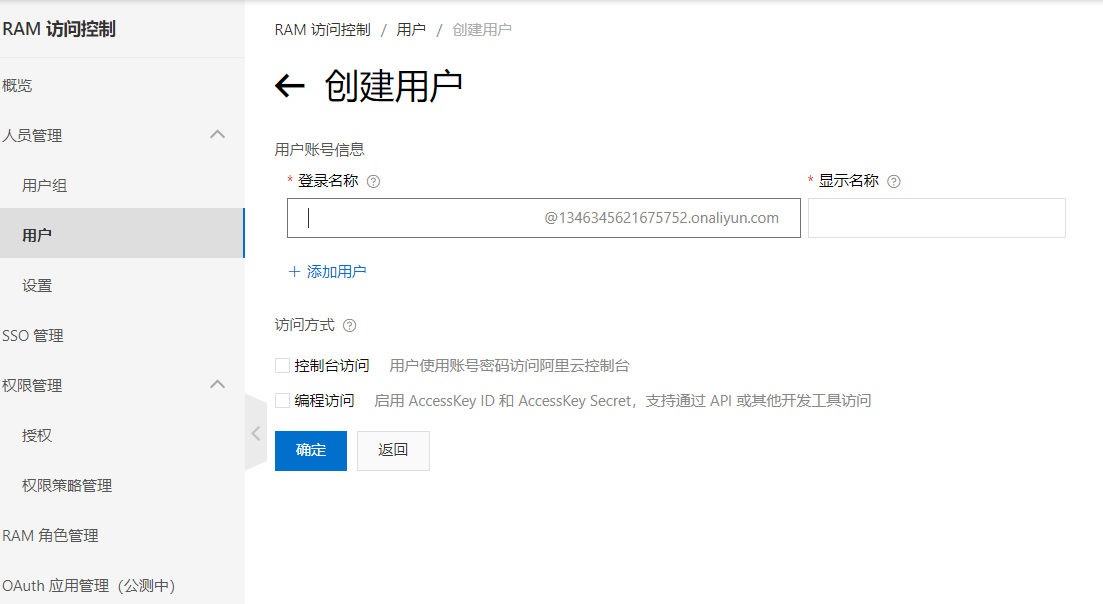 RAM 访问控制
概览
人员管理
用户组
用户
设置
SSO 管理
权限管理
授权
权限策略管理
RAM 角色管理
OAuth 应用管理（公测中）
RAM 访问控制 / 用户 / 创建用户
← 创建用户
用户账号信息
* 登录名称 ?
* 显示名称 ?
@1346345621675752.onaliyun.com
+ 添加用户
访问方式 ?
控制台访问 用户使用账号密码访问阿里云控制台
编程访问 启用 AccessKey ID 和 AccessKey Secret，支持通过 API 或其他开发工具访问
确定 返回